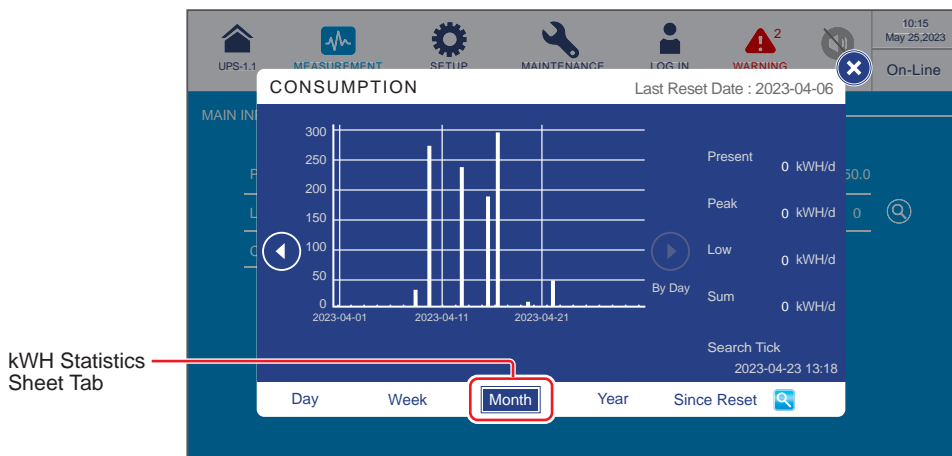 10:15
May 25,2023
2
UPS-1.1
MEASUREMENT
SETUP
MAINTENANCE
LOG IN
WARNING
On-Line
CONSUMPTION
Last Reset Date : 2023-04-06
MAIN IN
300
250
200
150
100
50
0
2023-04-01
2023-04-11
2023-04-21
By Day
Present
0 kWH/d
Peak
0 kWH/d
Low
0 kWH/d
Sum
0 kWH/d
Search Tick
2023-04-23 13:18
P
50.0
L
0
kWH Statistics
Sheet Tab
Day
Week
Month
Year
Since Reset